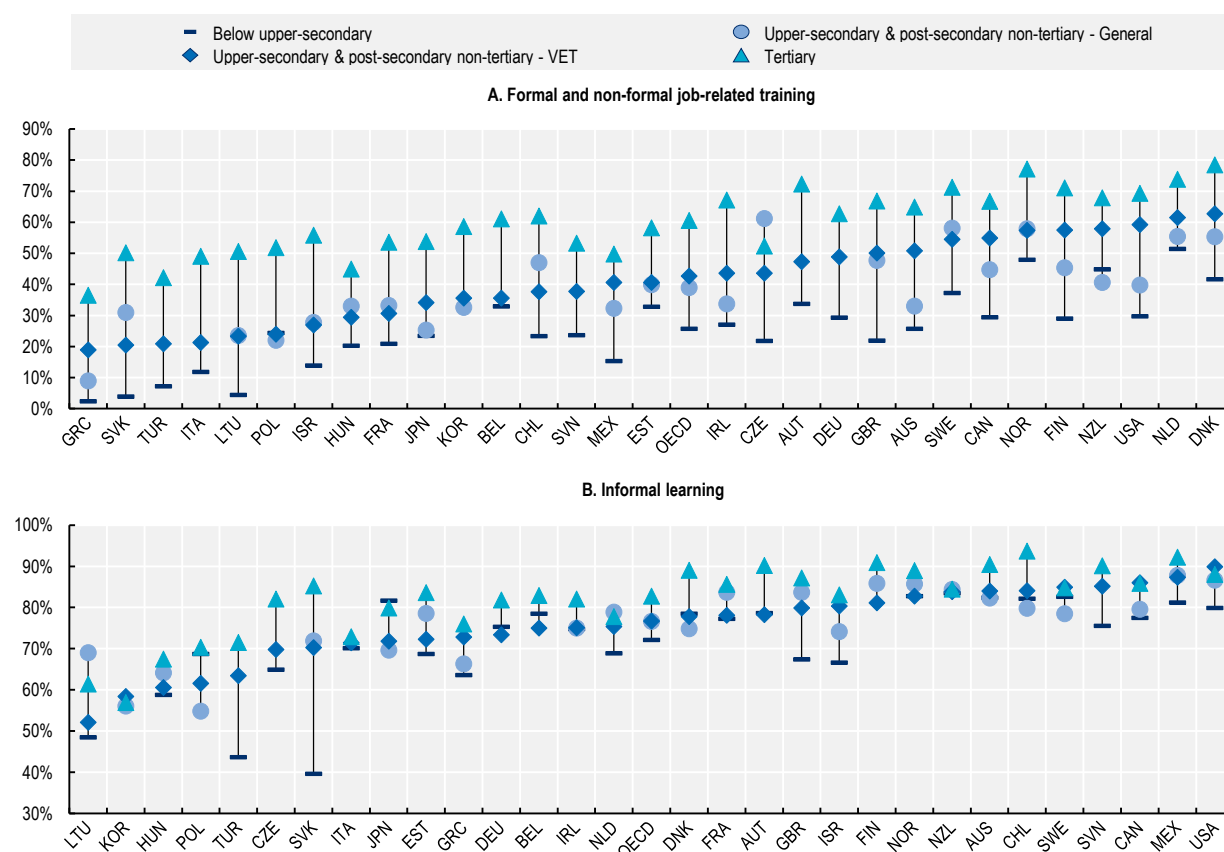 Below upper-secondary
Upper-secondary & post-secondary non-tertiary - General
Upper-secondary & post-secondary non-tertiary - VET
Tertiary
A. Formal and non-formal job-related training
90%
80%
70%
60%
50%
40%
30%
20%
10%
0%
GRC SVK TUR ITA LTU POL ISR HUN FRA JPN KOR BEL CHL SVN MEX EST OECD IRL CZE AUT DEU GBR AUS SWE CAN NOR FIN NZL USA NLD DNK
B. Informal learning
100%
90%
80%
70%
60%
50%
40%
30%
LTU KOR HUN POL TUR CZE SVK ITA JPN EST GRC DEU BEL IRL NLD OECD DNK FRA AUT GBR ISR FIN NOR NZL AUS CHL SWE SVN CAN MEX USA